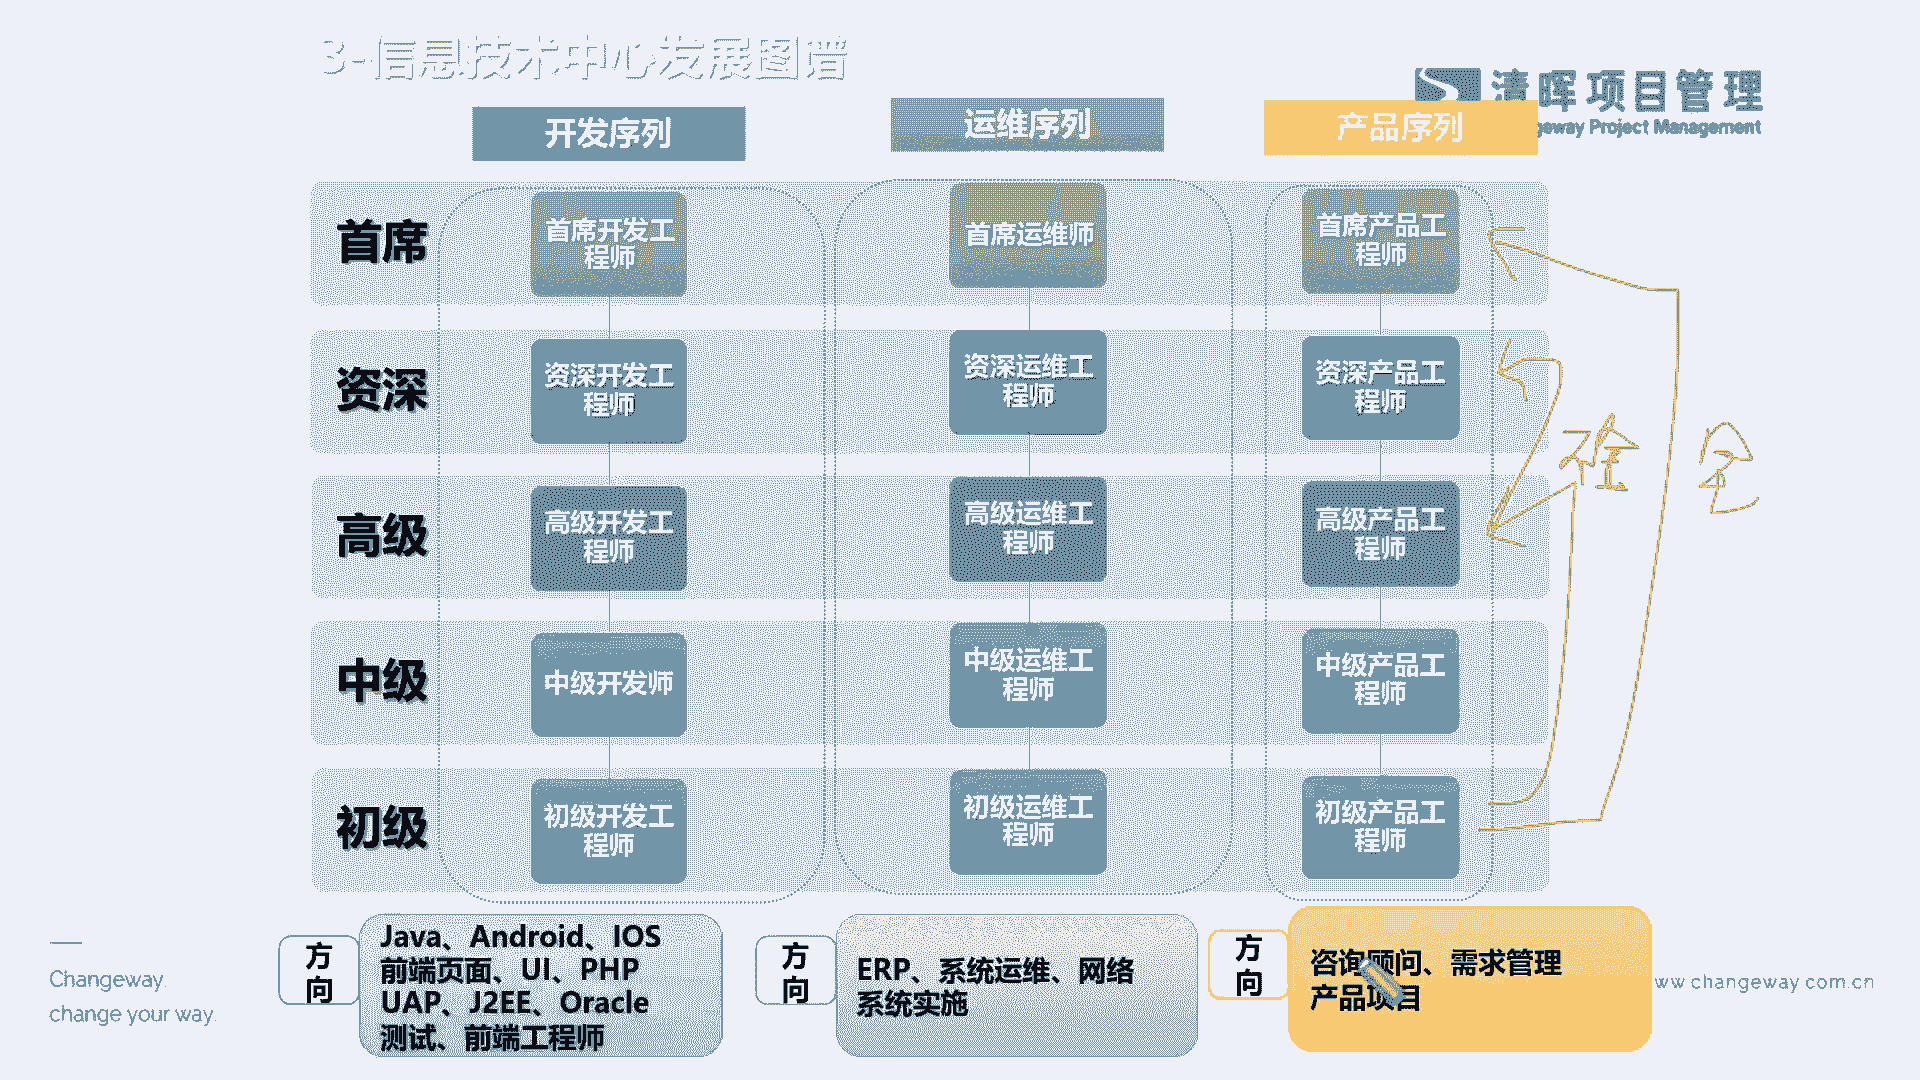 3-信息技术中心发展图谱
清晖项目管理
geway Project Management
开发序列
运维序列
产品序列
首席
首席开发工
程师
首席运维师
首席产品工
程师
资深
资深开发工
程师
资深运维工
程师
资深产品工
程师
高级
高级开发工
程师
高级运维工
程师
高级产品工
程师
中级
中级开发师
中级运维工
程师
中级产品工
程师
初级
初级开发工
程师
初级运维工
程师
初级产品工
程师
方
向
Java、Android、IOS
前端页面、UI、PHP
UAP、J2EE、Oracle
测试、前端工程师
方
向
ERP、系统运维、网络
系统实施
方
向
咨询顾问、需求管理
产品项目
Changeway.
change your way.
ww.changeway.com.cn